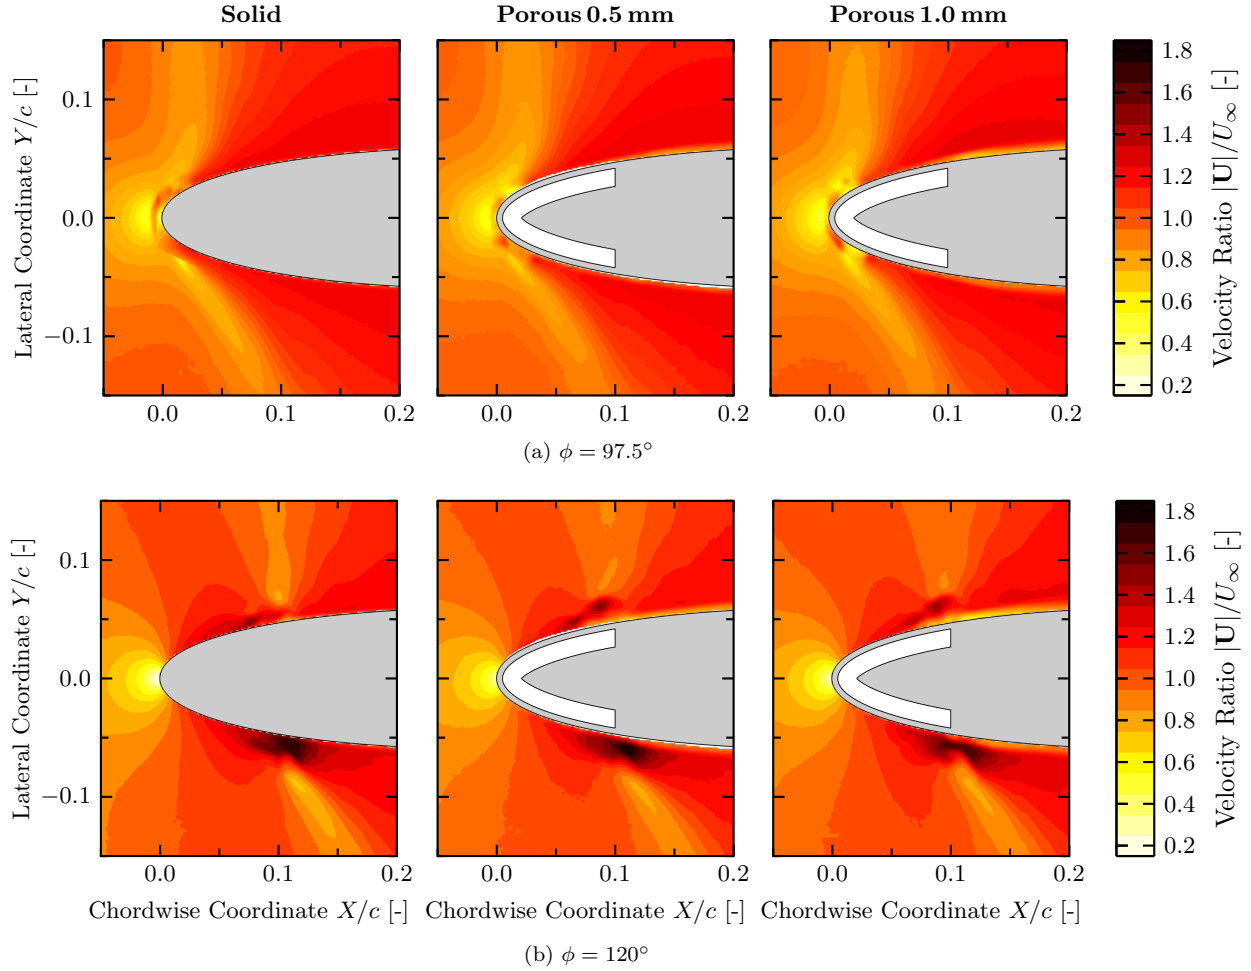 Solid Porous 0.5 mm Porous 1.0 mm
Lateral Coordinate Y/c [-]
0.1
0.0
−0.1
0.0 0.1 0.2 0.0 0.1 0.2 0.0 0.1 0.2
1.8
1.6
1.4
1.2
1.0
0.8
0.6
0.4
0.2
Velocity Ratio |U|/U∞ [-]
(a) ϕ = 97.5°
Lateral Coordinate Y/c [-]
0.1
0.0
−0.1
0.0 0.1 0.2 0.0 0.1 0.2 0.0 0.1 0.2
1.8
1.6
1.4
1.2
1.0
0.8
0.6
0.4
0.2
Velocity Ratio |U|/U∞ [-]
Chordwise Coordinate X/c [-] Chordwise Coordinate X/c [-] Chordwise Coordinate X/c [-]
(b) ϕ = 120°